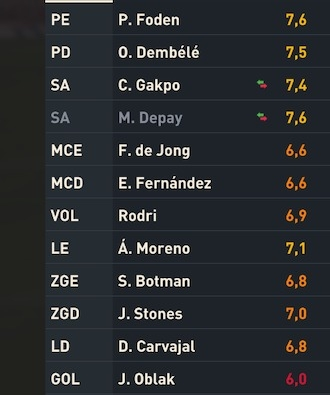 PE P. Foden 7,6
PD O. Dembélé 7,5
SA C. Gakpo 7,4
SA M. Depay 7,6
MCE F. de Jong 6,6
MCD E. Fernández 6,6
VOL Rodri 6,9
LE Á. Moreno 7,1
ZGE S. Botman 6,8
ZGD J. Stones 7,0
LD D. Carvajal 6,8
GOL J. Oblak 6,0